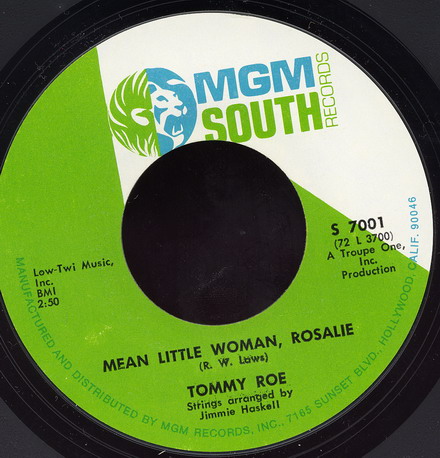 MGM
SOUTH
RECORDS
S 7001
(72 L 3700)
A Troupe One,
Inc.
Production
Low-Twi Music,
Inc.
BMI
2:50
MEAN LITTLE WOMAN, ROSALIE
(R. W. Laws)
TOMMY ROE
Strings arranged by
Jimmie Haskell
MANUFACTURED AND DISTRIBUTED BY MGM RECORDS, INC., 7165 SUNSET BLVD., HOLLYWOOD, CALIF. 90046